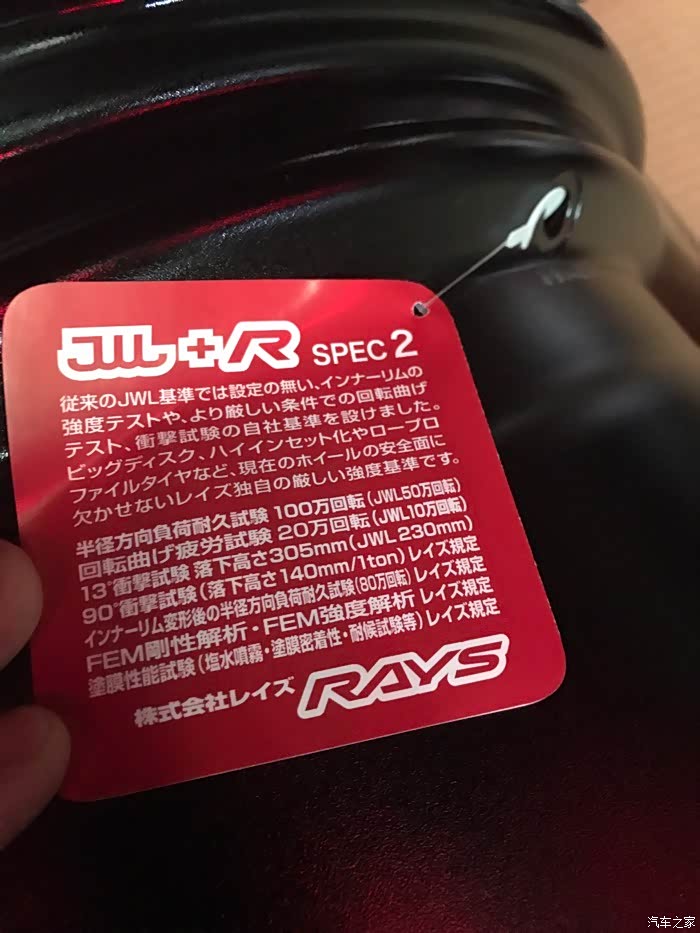 JWL+R SPEC 2
従来のJWL基準では設定の無い、インナーリムの
強度テストや、より厳しい条件での回転曲げ
テスト、衝撃試験の自社基準を設けました。
ビッグディスク、ハイインセット化やロープロ
ファイルタイヤなど、現在のホイールの安全面に
欠かせないレイズ独自の厳しい強度基準です。
半径方向負荷耐久試験 100万回転(JWL50万回転)
回転曲げ疲労試験 20万回転(JWL10万回転)
13°衝撃試験 落下高さ305mm(JWL 230mm)
90°衝撃試験(落下高さ140mm/1ton)レイズ規定
インナーリム変形後の半径方向負荷耐久試験(80万回転)レイズ規定
FEM剛性解析・FEM強度解析 レイズ規定
塗膜性能試験(塩水噴霧・塗膜密着性・耐候試験等)レイズ規定
株式会社レイズ RAYS
汽车之家